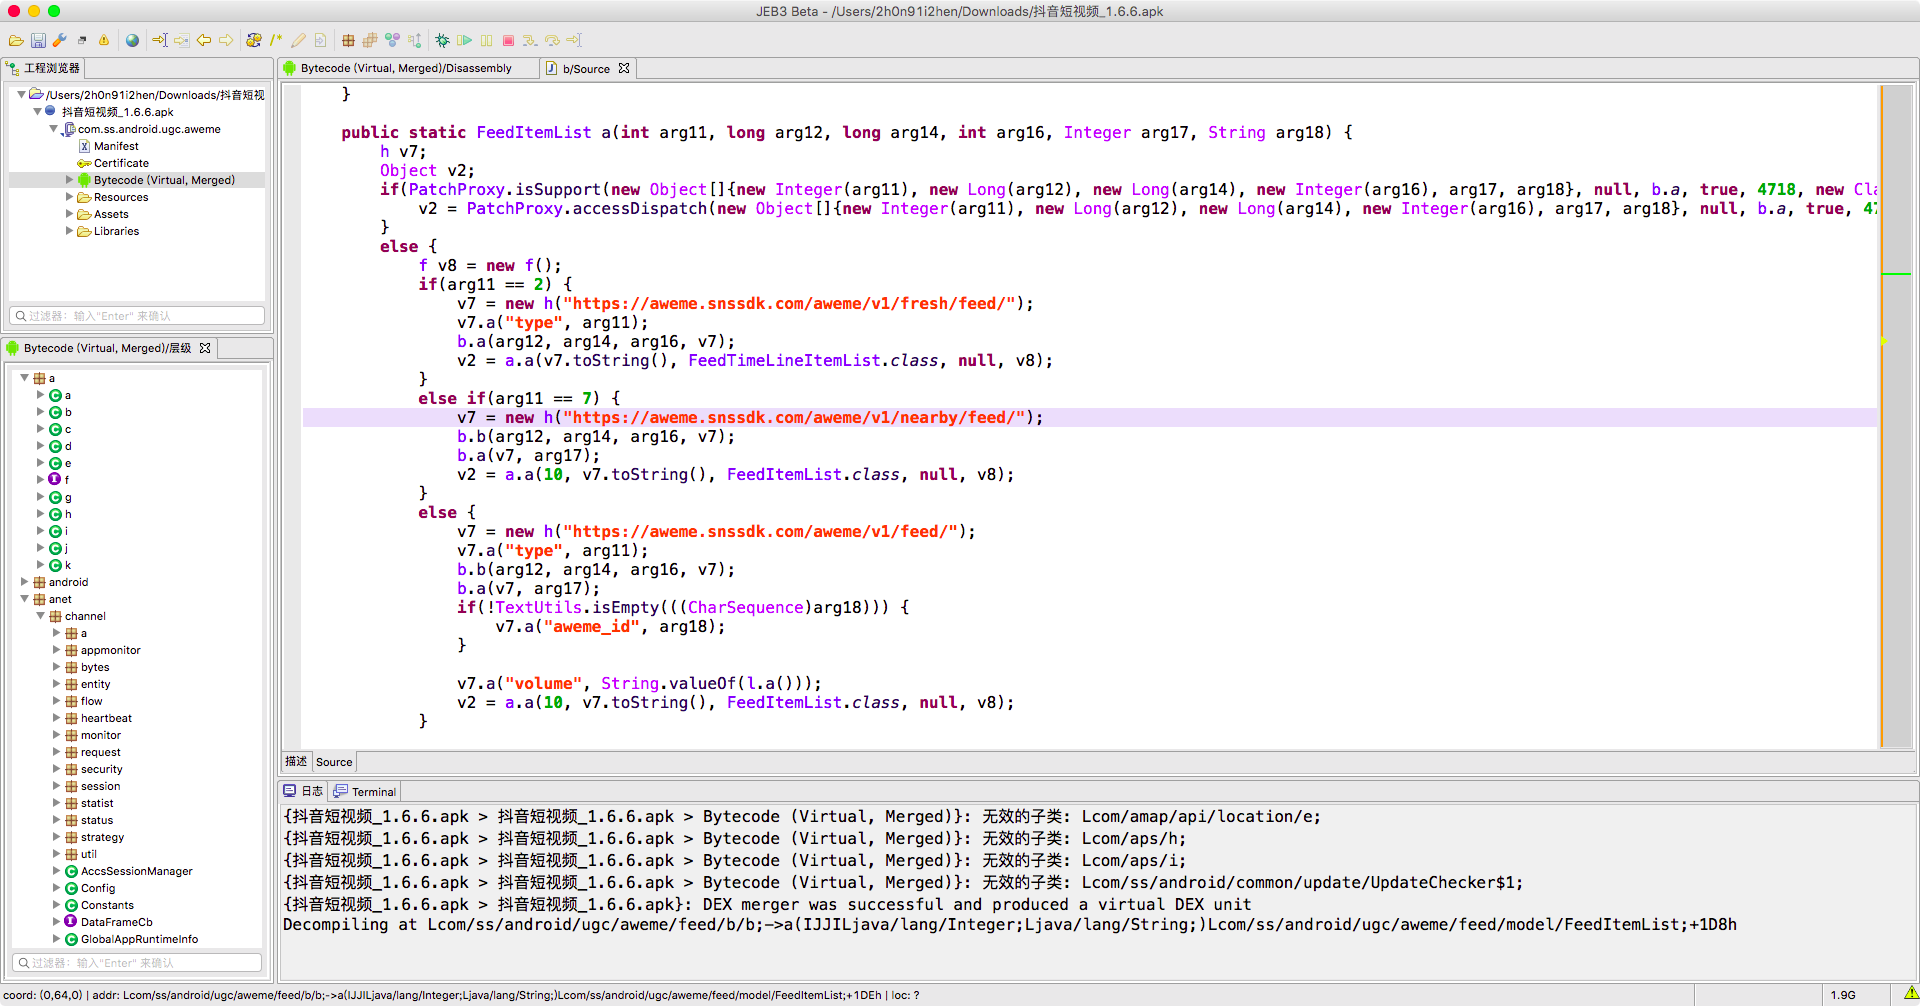 JEB3 Beta - /Users/2h0n91i2hen/Downloads/抖音短视频_1.6.6.apk
工程浏览器
/Users/2h0n91i2hen/Downloads/抖音短视
抖音短视频_1.6.6.apk
com.ss.android.ugc.aweme
Manifest
Certificate
Bytecode (Virtual, Merged)
Resources
Assets
Libraries
过滤器：输入"Enter" 来确认
Bytecode (Virtual, Merged)/层级
a
a
b
c
d
e
f
g
h
i
j
k
android
anet
channel
a
appmonitor
bytes
entity
flow
heartbeat
monitor
request
security
session
statist
status
strategy
util
AccsSessionManager
Config
Constants
DataFrameCb
GlobalAppRuntimeInfo
过滤器：输入"Enter" 来确认
Bytecode (Virtual, Merged)/Disassembly
b/Source
}
public static FeedItemList a(int arg11, long arg12, long arg14, int arg16, Integer arg17, String arg18) {
h v7;
Object v2;
if(PatchProxy.isSupport(new Object[]{new Integer(arg11), new Long(arg12), new Long(arg14), new Integer(arg16), arg17, arg18}, null, b.a, true, 4718, new Cla
v2 = PatchProxy.accessDispatch(new Object[]{new Integer(arg11), new Long(arg12), new Long(arg14), new Integer(arg16), arg17, arg18}, null, b.a, true, 47
}
else {
f v8 = new f();
if(arg11 == 2) {
v7 = new h("https://aweme.snssdk.com/aweme/v1/fresh/feed/");
v7.a("type", arg11);
b.a(arg12, arg14, arg16, v7);
v2 = a.a(v7.toString(), FeedTimeLineItemList.class, null, v8);
}
else if(arg11 == 7) {
v7 = new h("https://aweme.snssdk.com/aweme/v1/nearby/feed/");
b.b(arg12, arg14, arg16, v7);
b.a(v7, arg17);
v2 = a.a(10, v7.toString(), FeedItemList.class, null, v8);
}
else {
v7 = new h("https://aweme.snssdk.com/aweme/v1/feed/");
v7.a("type", arg11);
b.b(arg12, arg14, arg16, v7);
b.a(v7, arg17);
if(!TextUtils.isEmpty(((CharSequence)arg18))) {
v7.a("aweme_id", arg18);
}
v7.a("volume", String.valueOf(l.a()));
v2 = a.a(10, v7.toString(), FeedItemList.class, null, v8);
}
描述 Source
日志 Terminal
{抖音短视频_1.6.6.apk > 抖音短视频_1.6.6.apk > Bytecode (Virtual, Merged)}: 无效的子类: Lcom/amap/api/location/e;
{抖音短视频_1.6.6.apk > 抖音短视频_1.6.6.apk > Bytecode (Virtual, Merged)}: 无效的子类: Lcom/aps/h;
{抖音短视频_1.6.6.apk > 抖音短视频_1.6.6.apk > Bytecode (Virtual, Merged)}: 无效的子类: Lcom/aps/i;
{抖音短视频_1.6.6.apk > 抖音短视频_1.6.6.apk > Bytecode (Virtual, Merged)}: 无效的子类: Lcom/ss/android/common/update/UpdateChecker$1;
{抖音短视频_1.6.6.apk > 抖音短视频_1.6.6.apk}: DEX merger was successful and produced a virtual DEX unit
Decompiling at Lcom/ss/android/ugc/aweme/feed/b/b;->a(IJJILjava/lang/Integer;Ljava/lang/String;)Lcom/ss/android/ugc/aweme/feed/model/FeedItemList;+1D8h
coord: (0,64,0) | addr: Lcom/ss/android/ugc/aweme/feed/b/b;->a(IJJILjava/lang/Integer;Ljava/lang/String;)Lcom/ss/android/ugc/aweme/feed/model/FeedItemList;+1DEh | loc: ?
1.9G